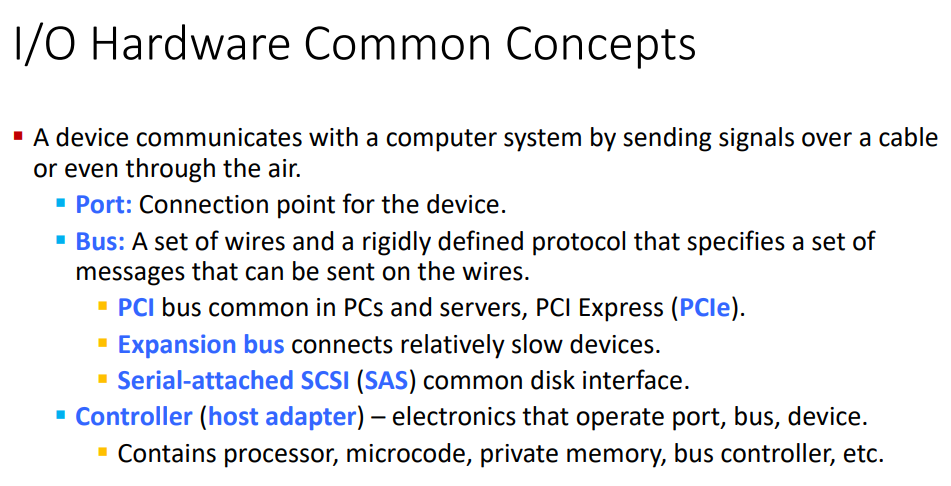 I/O Hardware Common Concepts
▪ A device communicates with a computer system by sending signals over a cable
or even through the air.
▪ Port: Connection point for the device.
▪ Bus: A set of wires and a rigidly defined protocol that specifies a set of
messages that can be sent on the wires.
▪ PCI bus common in PCs and servers, PCI Express (PCIe).
▪ Expansion bus connects relatively slow devices.
▪ Serial-attached SCSI (SAS) common disk interface.
▪ Controller (host adapter) – electronics that operate port, bus, device.
▪ Contains processor, microcode, private memory, bus controller, etc.